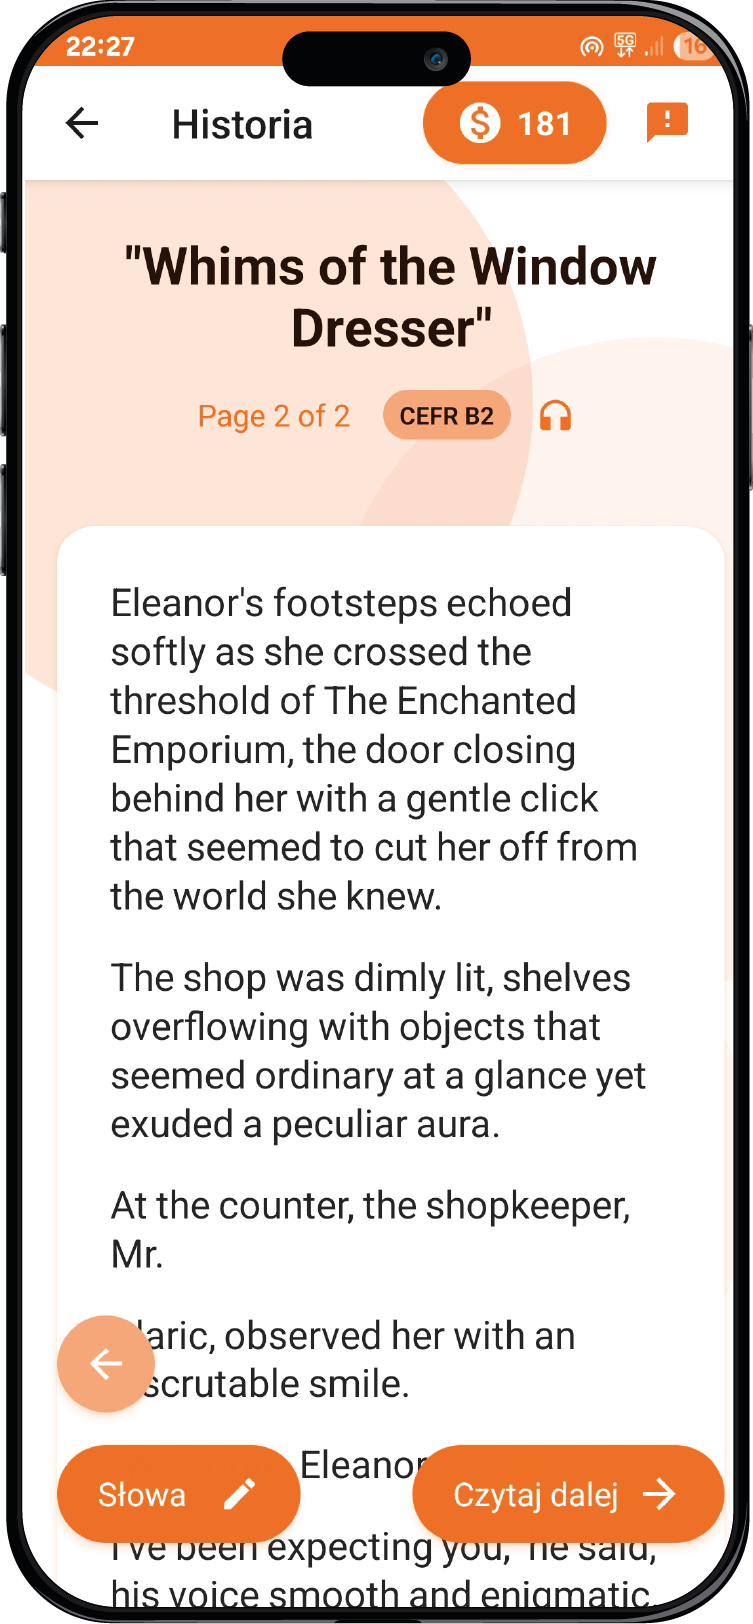 22:27
5G
16
Historia
181
"Whims of the Window
Dresser"
Page 2 of 2
CEFR B2
Eleanor's footsteps echoed
softly as she crossed the
threshold of The Enchanted
Emporium, the door closing
behind her with a gentle click
that seemed to cut her off from
the world she knew.
The shop was dimly lit, shelves
overflowing with objects that
seemed ordinary at a glance yet
exuded a peculiar aura.
At the counter, the shopkeeper,
Mr.
laric, observed her with an
scrutable smile.
Eleanor
Słowa
Czytaj dalej
I've been expecting you," he said,
his voice smooth and enigmatic.